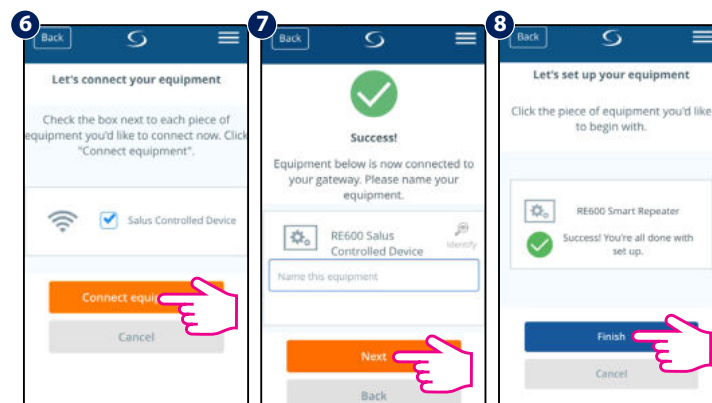 6
Back
Let's connect your equipment
Check the box next to each piece of
equipment you'd like to connect now. Click
"Connect equipment".
Salus Controlled Device
Connect
Cancel
7
Back
Success!
Equipment below is now connected to
your gateway. Please name your
equipment.
RE600 Salus
Controlled Device
Identify
Name this equipment
Next
Back
8
Back
Let's set up your equipment
Click the piece of equipment you'd like
to begin with.
RE600 Smart Repeater
Success! You're all done with
set up.
Finish
Cancel